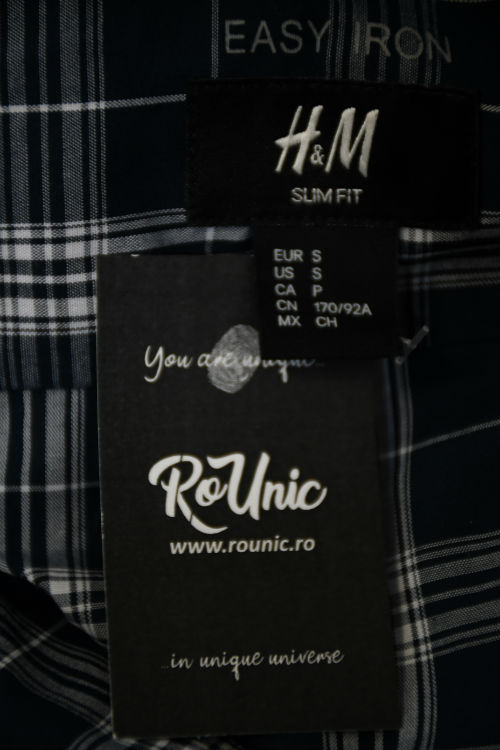 EASY IRON
H&M
SLIM FIT
EUR S
US S
CA P
CN 170/92A
MX CH
You are unique...
RoUnic
www.rounic.ro
...in unique universe